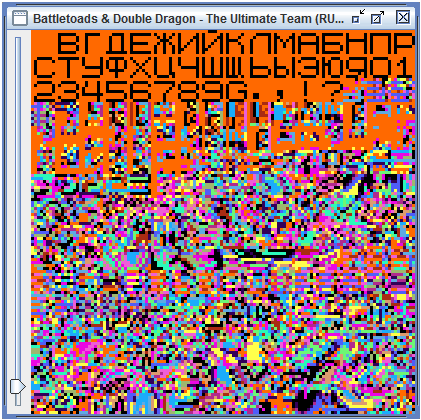 Battletoads & Double Dragon - The Ultimate Team (RU...
ВГДЕЖИЙКЛМАБНПР
СТУФХЦЧШЩЬЫЭЮЯ01
23456789G.,!?